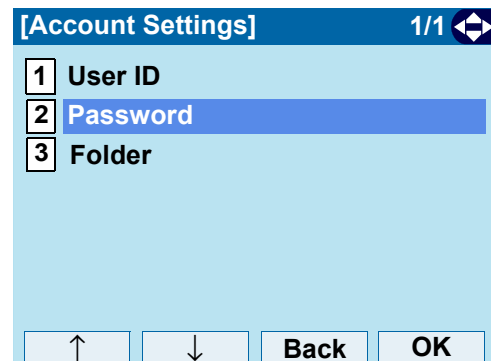 [Account Settings] 1/1
1 User ID
2 Password
3 Folder
↑ ↓ Back OK